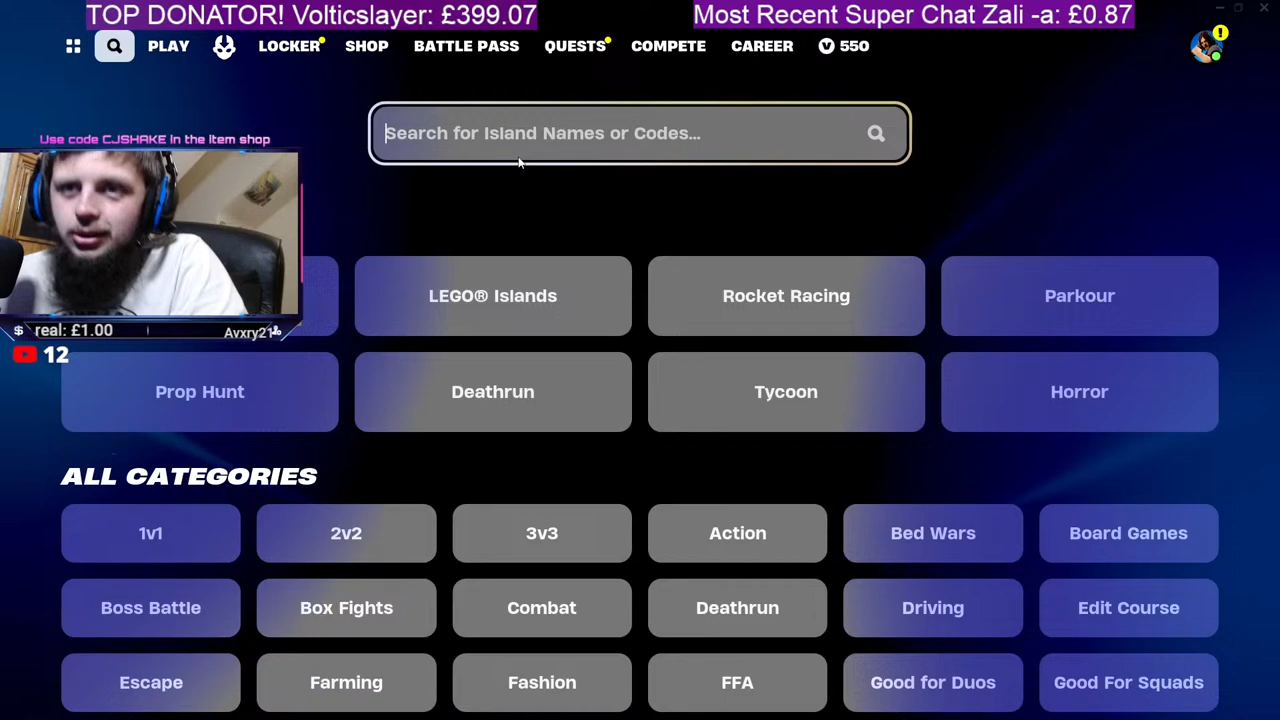 TOP DONATOR! Volticslayer: £399.07
Most Recent Super Chat Zali -a: £0.87
PLAY LOCKER SHOP BATTLE PASS QUESTS COMPETE CAREER V 550
Search for Island Names or Codes...
Use code CJSHAKE in the item shop
LEGO® Islands
Rocket Racing
Parkour
$ real: £1.00
Avxry21
12
Prop Hunt
Deathrun
Tycoon
Horror
ALL CATEGORIES
1v1
2v2
3v3
Action
Bed Wars
Board Games
Boss Battle
Box Fights
Combat
Deathrun
Driving
Edit Course
Escape
Farming
Fashion
FFA
Good for Duos
Good For Squads